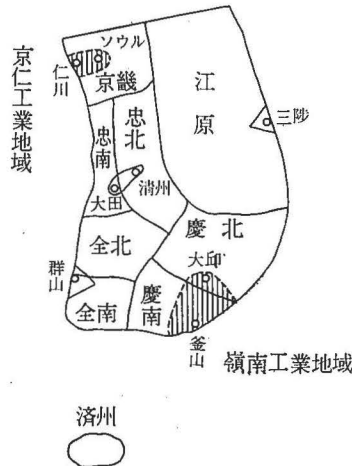 京仁工業地域
ソウル
仁川
京畿
江原
三陟
忠南
忠北
清州
大田
全北
慶北
大邱
群山
全南
慶南
釜山
嶺南工業地域
済州